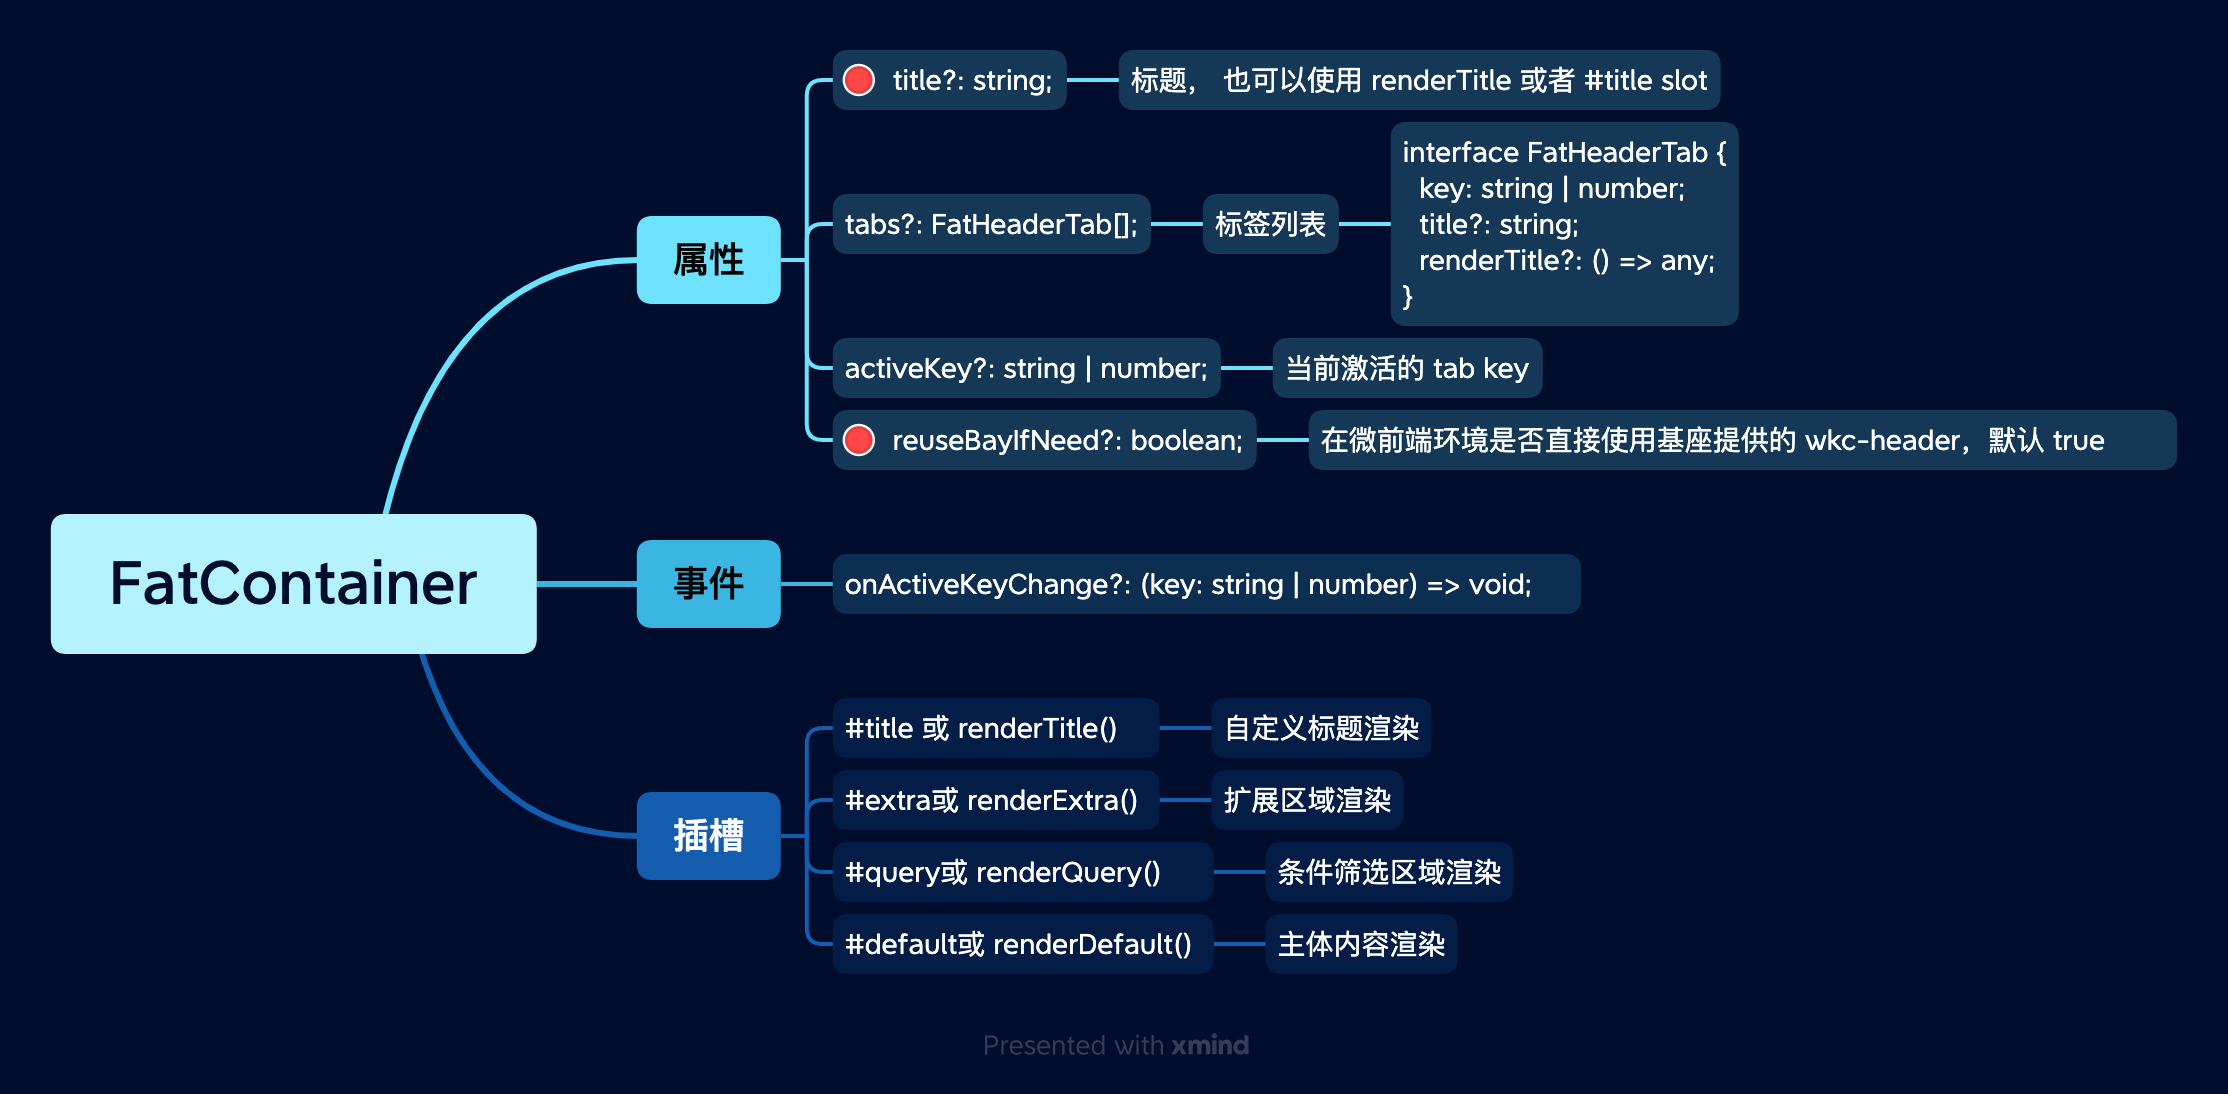 FatContainer
属性
title?: string;
标题， 也可以使用 renderTitle 或者 #title slot
tabs?: FatHeaderTab[];
标签列表
interface FatHeaderTab {
key: string | number;
title?: string;
renderTitle?: () => any;
}
activeKey?: string | number;
当前激活的 tab key
reuseBayIfNeed?: boolean;
在微前端环境是否直接使用基座提供的 wkc-header，默认 true
事件
onActiveKeyChange?: (key: string | number) => void;
插槽
#title 或 renderTitle()
自定义标题渲染
#extra或 renderExtra()
扩展区域渲染
#query或 renderQuery()
条件筛选区域渲染
#default或 renderDefault()
主体内容渲染
Presented with xmind